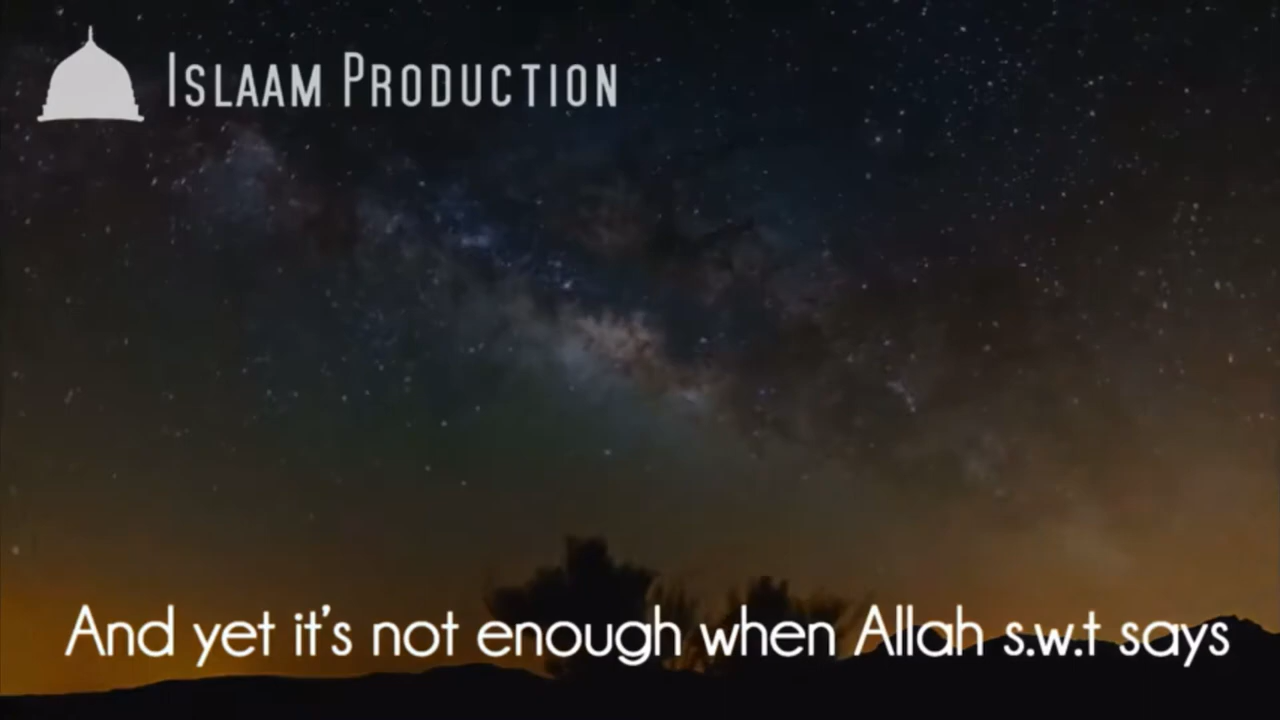 Islaam Production
And yet it's not enough when Allah s.w.t says